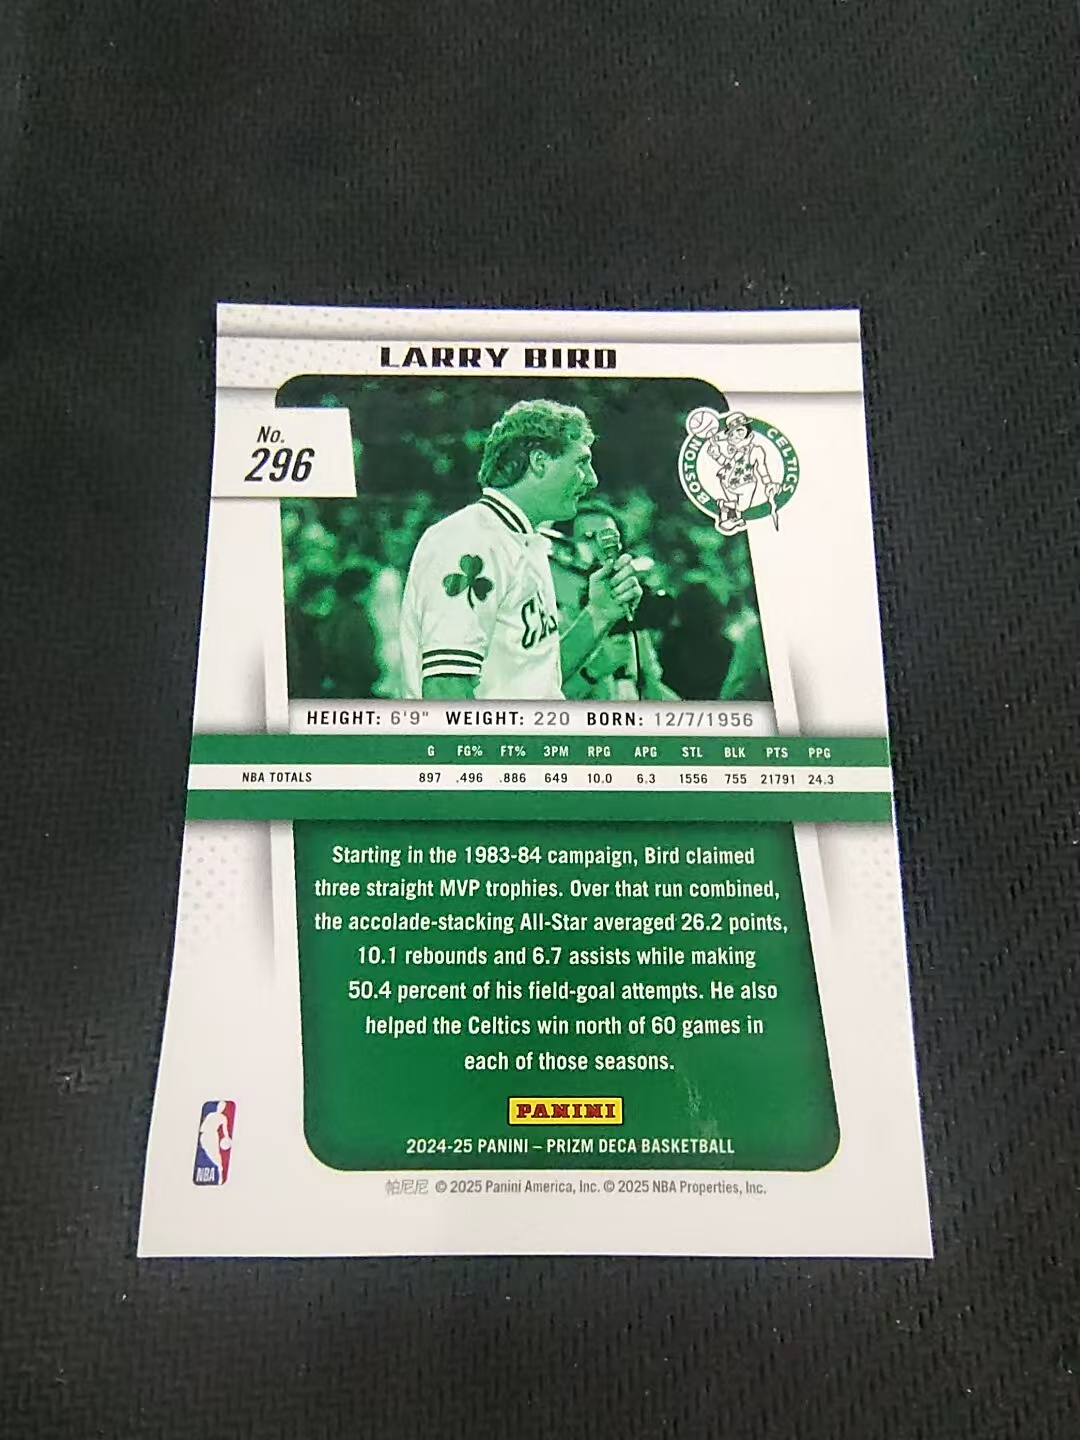 LARRY BIRD
No.
296
BOSTON CELTICS
HEIGHT: 6'9" WEIGHT: 220 BORN: 12/7/1956
G FG% FT% 3PM RPG APG STL BLK PTS PPG
NBA TOTALS 897 .496 .886 649 10.0 6.3 1556 755 21791 24.3
Starting in the 1983-84 campaign, Bird claimed
three straight MVP trophies. Over that run combined,
the accolade-stacking All-Star averaged 26.2 points,
10.1 rebounds and 6.7 assists while making
50.4 percent of his field-goal attempts. He also
helped the Celtics win north of 60 games in
each of those seasons.
PANINI
2024-25 PANINI – PRIZM DECA BASKETBALL
NBA
帕尼尼 © 2025 Panini America, Inc. © 2025 NBA Properties, Inc.